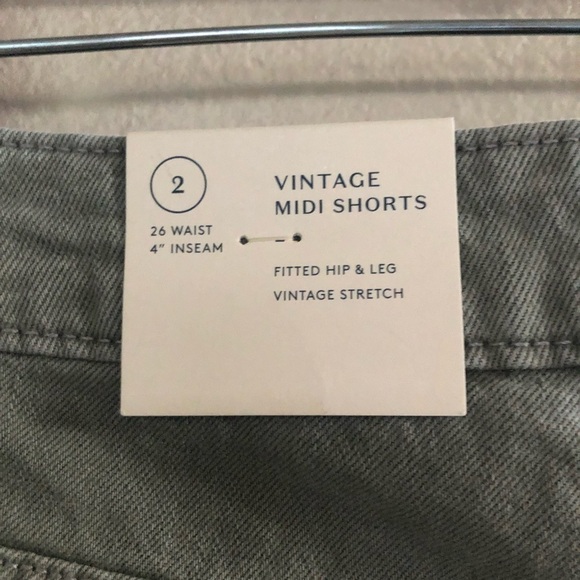 2
26 WAIST
4" INSEAM
VINTAGE
MIDI SHORTS
FITTED HIP & LEG
VINTAGE STRETCH